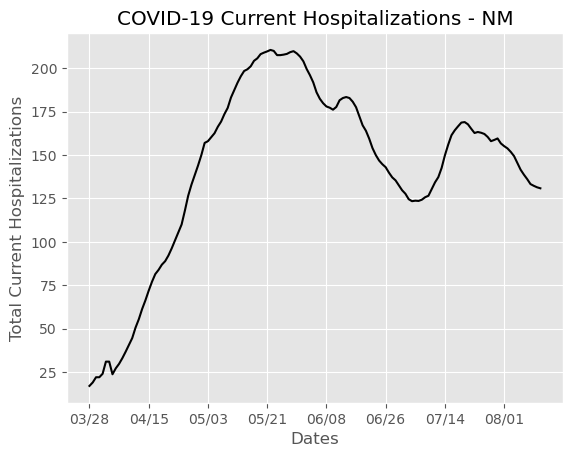 COVID-19 Current Hospitalizations - NM
Total Current Hospitalizations
200
175
150
125
100
75
50
25
03/28 04/15 05/03 05/21 06/08 06/26 07/14 08/01
Dates